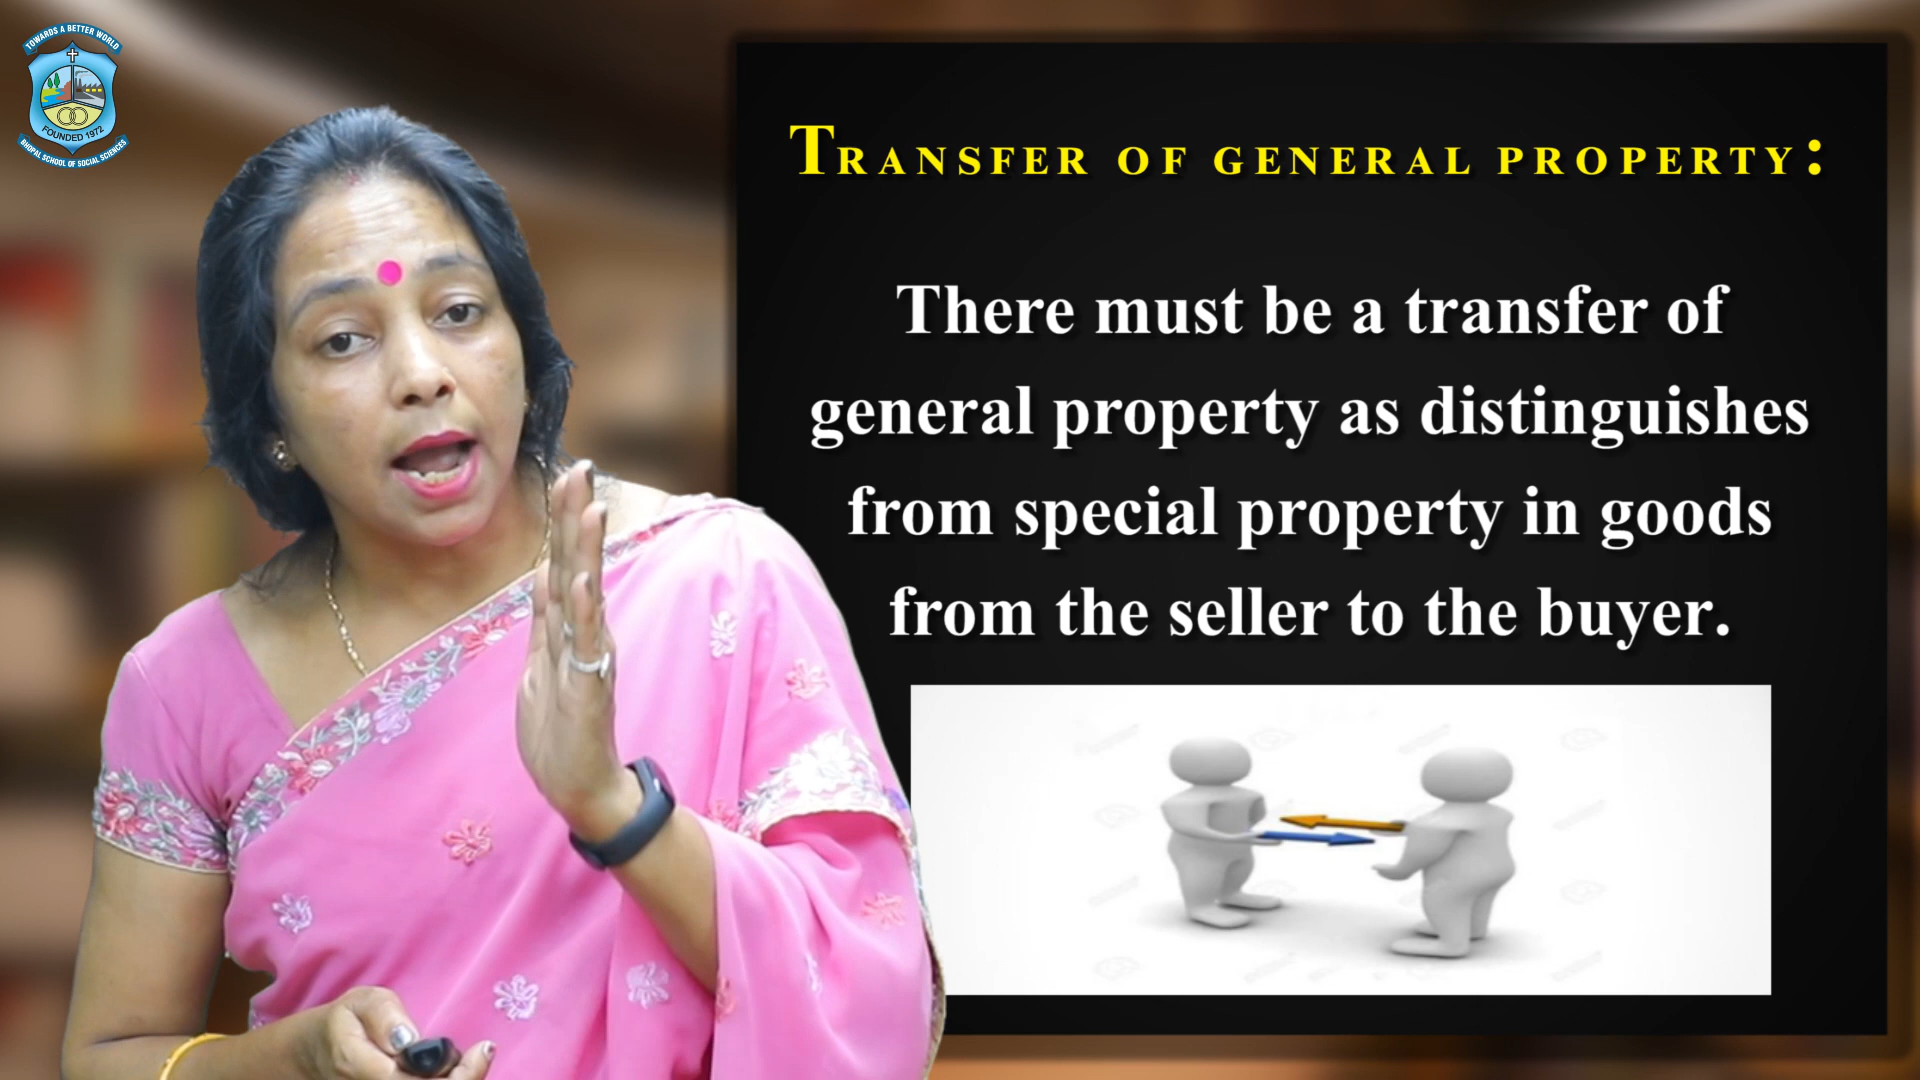 TOWARDS A BETTER WORLD
FOUNDED 1972
BHOPAL SCHOOL OF SOCIAL SCIENCES
TRANSFER OF GENERAL PROPERTY:
There must be a transfer of
general property as distinguishes
from special property in goods
from the seller to the buyer.